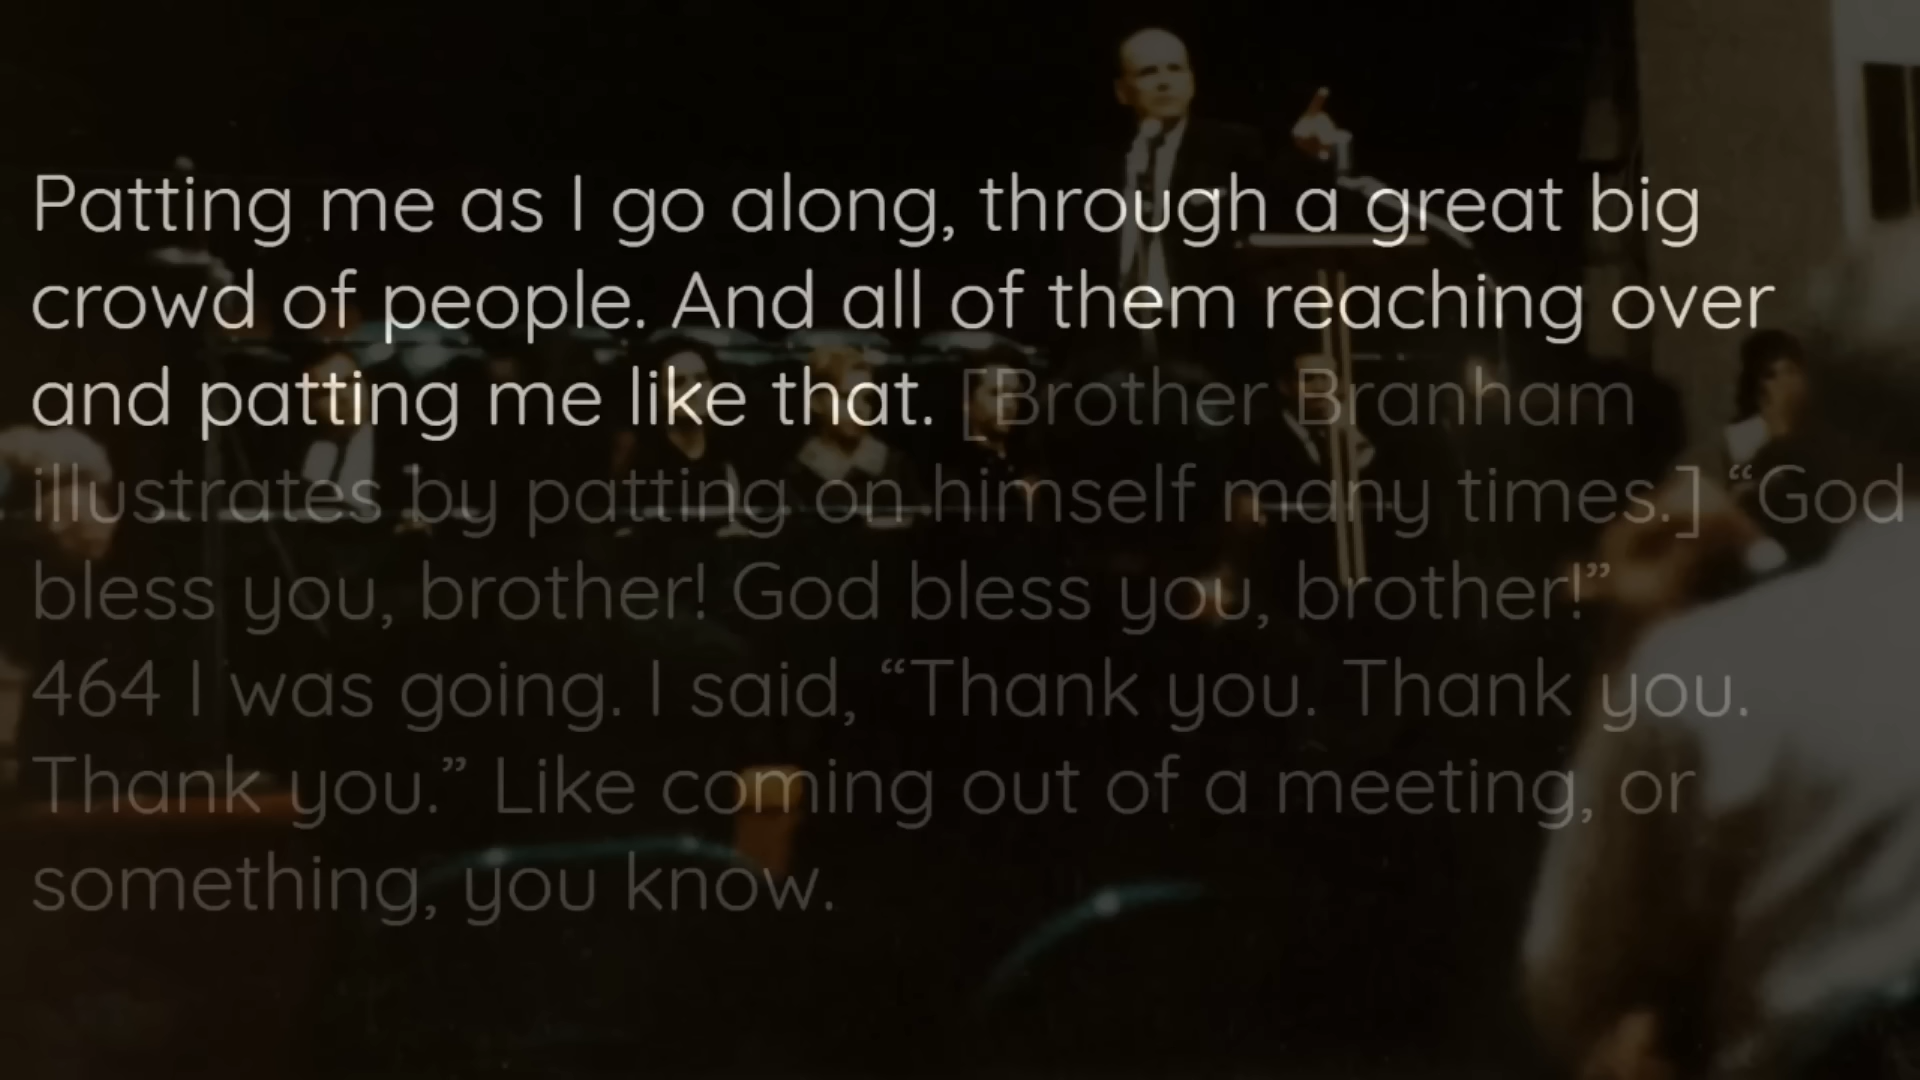 Patting me as I go along, through a great big
crowd of people. And all of them reaching over
and patting me like that. [Brother Branham
illustrates by patting on himself many times.] “God
bless you, brother! God bless you, brother!”
464 I was going. I said, “Thank you. Thank you.
Thank you.” Like coming out of a meeting, or
something, you know.